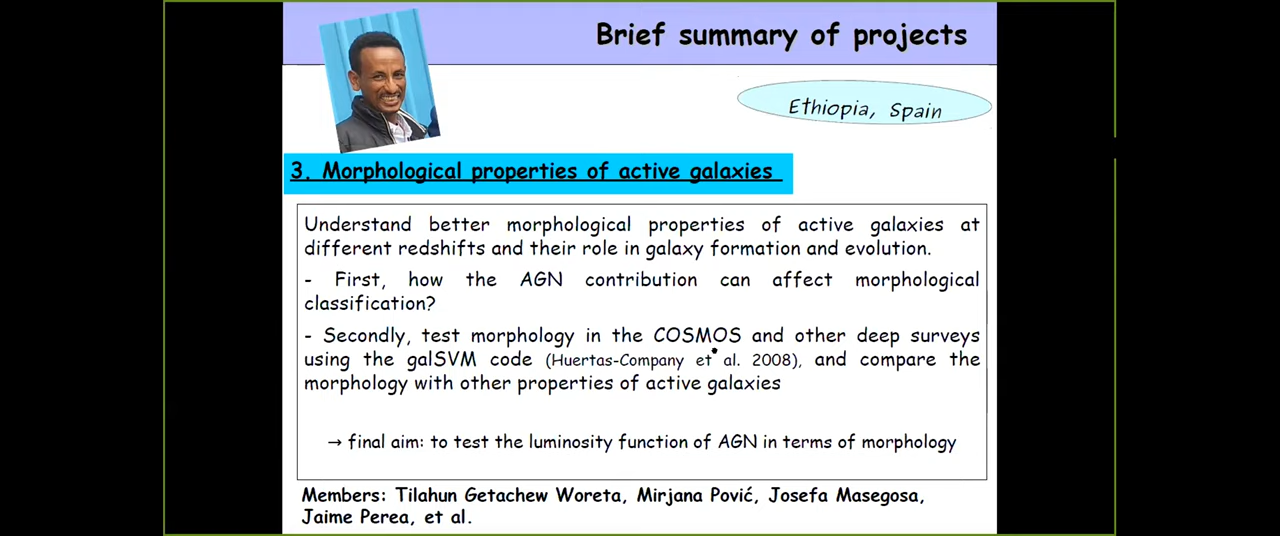 Brief summary of projects
Ethiopia, Spain
3. Morphological properties of active galaxies
Understand better morphological properties of active galaxies at
different redshifts and their role in galaxy formation and evolution.
- First, how the AGN contribution can affect morphological
classification?
- Secondly, test morphology in the COSMOS and other deep surveys
using the galSVM code (Huertas-Company et al. 2008), and compare the
morphology with other properties of active galaxies
→ final aim: to test the luminosity function of AGN in terms of morphology
Members: Tilahun Getachew Woreta, Mirjana Pović, Josefa Masegosa,
Jaime Perea, et al.